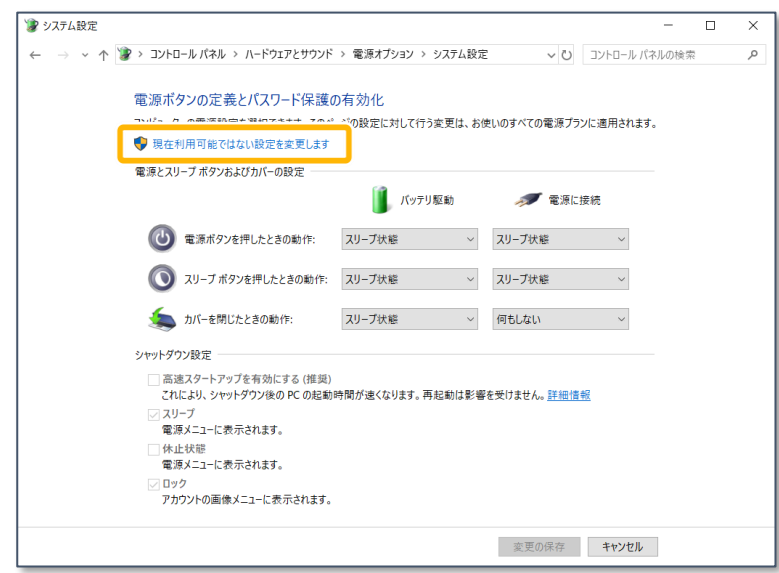 システム設定
コントロール パネル > ハードウェアとサウンド > 電源オプション > システム設定
コントロール パネルの検索
電源ボタンの定義とパスワード保護の有効化
ジの設定に対して行う変更は、お使いのすべての電源プランに適用されます。
現在利用可能ではない設定を変更します
電源とスリープ ボタンおよびカバーの設定
バッテリ駆動 電源に接続
電源ボタンを押したときの動作: スリープ状態 スリープ状態
スリープ ボタンを押したときの動作: スリープ状態 スリープ状態
カバーを閉じたときの動作: スリープ状態 何もしない
シャットダウン設定
高速スタートアップを有効にする (推奨)
これにより、シャットダウン後の PC の起動時間が速くなります。再起動は影響を受けません。詳細情報
スリープ
電源メニューに表示されます。
休止状態
電源メニューに表示されます。
ロック
アカウントの画像メニューに表示されます。
変更の保存 キャンセル